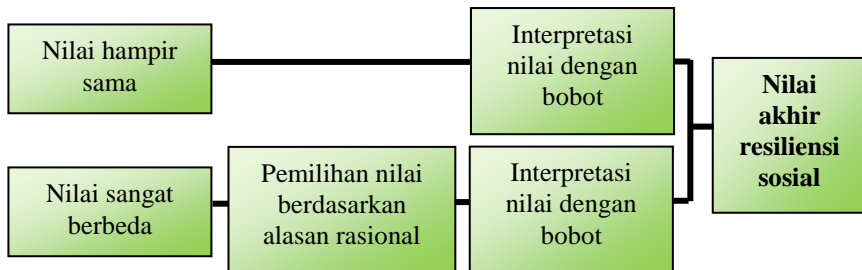 Nilai hampir
sama
Interpretasi
nilai dengan
bobot
Nilai sangat
berbeda
Pemilihan nilai
berdasarkan
alasan rasional
Interpretasi
nilai dengan
bobot
Nilai
akhir
resiliensi
sosial